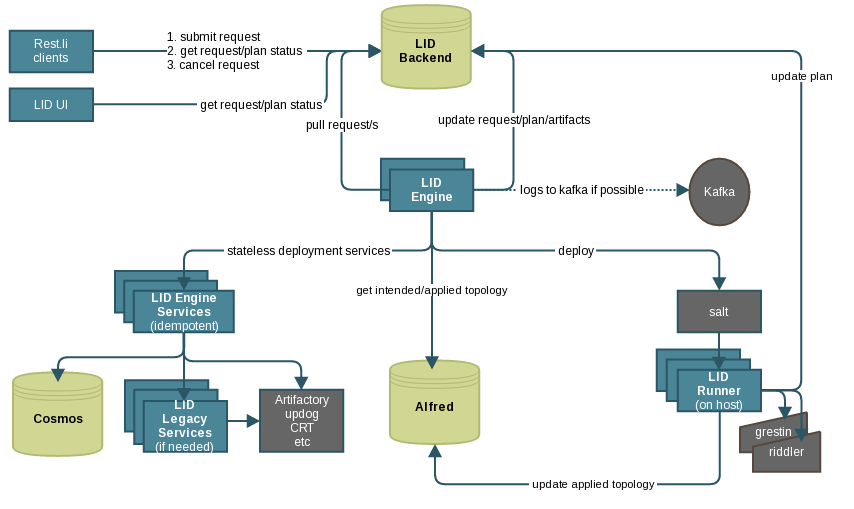 Rest.li
clients
1. submit request
2. get request/plan status
3. cancel request
LID
Backend
update plan
LID UI
get request/plan status
pull request/s
update request/plan/artifacts
LID
Engine
logs to kafka if possible
Kafka
stateless deployment services
deploy
get intended/applied topology
LID Engine
Services
(idempotent)
salt
Cosmos
LID
Legacy
Services
(if needed)
Artifactory
updog
CRT
etc
Alfred
LID
Runner
(on host)
grestin
riddler
update applied topology